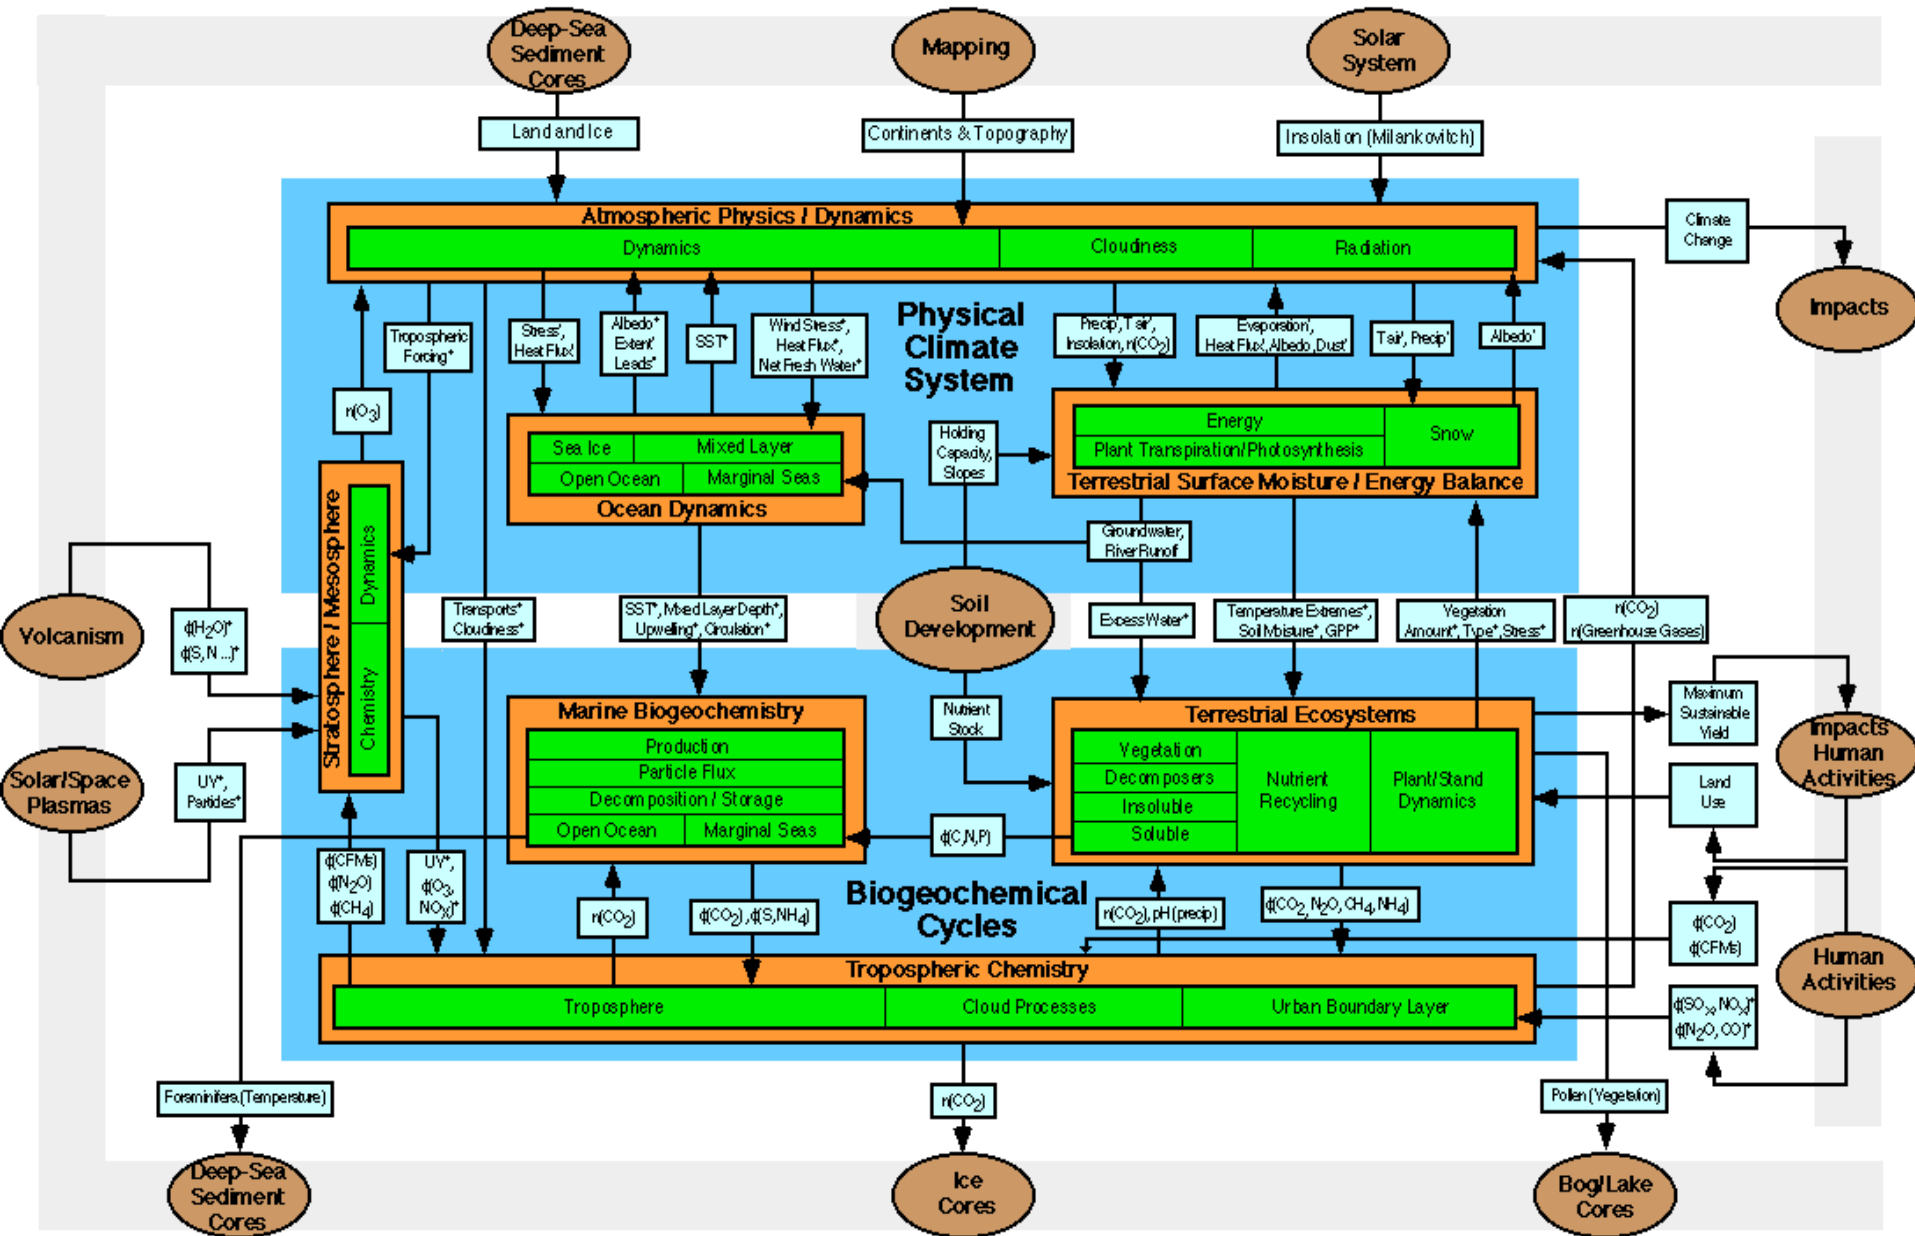 Deep-Sea
Sediment
Cores
Mapping
Solar
System
Land and Ice
Continents & Topography
Insolation (Milankovitch)
Atmospheric Physics / Dynamics
Dynamics
Cloudiness
Radiation
Climate
Change
Impacts
Physical
Climate
System
Tropospheric
Forcing+
Stress',
Heat Flux'
Albedo+
Extent'
Leads+
SST+
Wind Stress+,
Heat Flux+,
Net Fresh Water+
Precip', Tair',
Insolation, n(CO2)
Evaporation',
Heat Flux', Albedo, Dust'
Tair', Precip'
Albedo'
n(O3)
Sea Ice
Mixed Layer
Open Ocean
Marginal Seas
Ocean Dynamics
Holding
Capacity,
Slopes
Energy
Plant Transpiration/Photosynthesis
Snow
Terrestrial Surface Moisture / Energy Balance
Stratosphere / Mesosphere
Dynamics
Chemistry
Groundwater,
River Runoff
Volcanism
ϕ(H2O)+
ϕ(S, N ...)+
Transports+
Cloudiness+
SST+, Mixed Layer Depth+,
Upwelling+, Circulation+
Soil
Development
Excess Water+
Temperature Extremes+
Soil Moisture+, GPP+
Vegetation
Amount+, Type+, Stress+
n(CO2)
n(Greenhouse Gases)
Marine Biogeochemistry
Production
Particle Flux
Decomposition / Storage
Open Ocean
Marginal Seas
Nutrient
Stock
Terrestrial Ecosystems
Vegetation
Decomposers
Insoluble
Soluble
Nutrient
Recycling
Plant/Stand
Dynamics
Maximum
Sustainable
Yield
Impacts
Human
Activities
Land
Use
Solar/Space
Plasmas
UV+,
Particles+
ϕ(C,N,P)
ϕ(CFMs)
ϕ(N2O)
ϕ(CH4)
UV+,
ϕ(O3,
NOX)+
n(CO2)
ϕ(CO2), ϕ(S,NH4)
Biogeochemical
Cycles
n(CO2), pH (precip)
ϕ(CO2, N2O, CH4, NH4)
ϕ(CO2)
ϕ(CFMs)
Human
Activities
Tropospheric Chemistry
Troposphere
Cloud Processes
Urban Boundary Layer
ϕ(SOx, NOx)+
ϕ(N2O, CO)+
Foraminifera (Temperature)
n(CO2)
Pollen (Vegetation)
Deep-Sea
Sediment
Cores
Ice
Cores
Bog/Lake
Cores